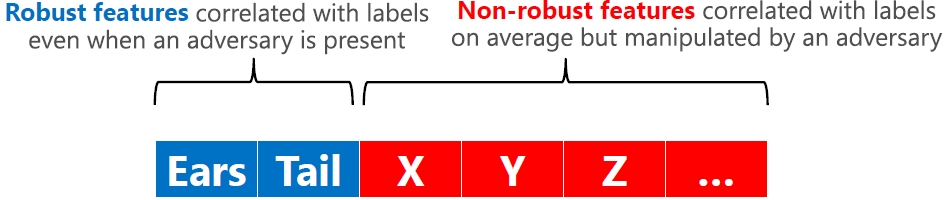 Robust features correlated with labels
even when an adversary is present
Non-robust features correlated with labels
on average but manipulated by an adversary
Ears Tail X Y Z ...